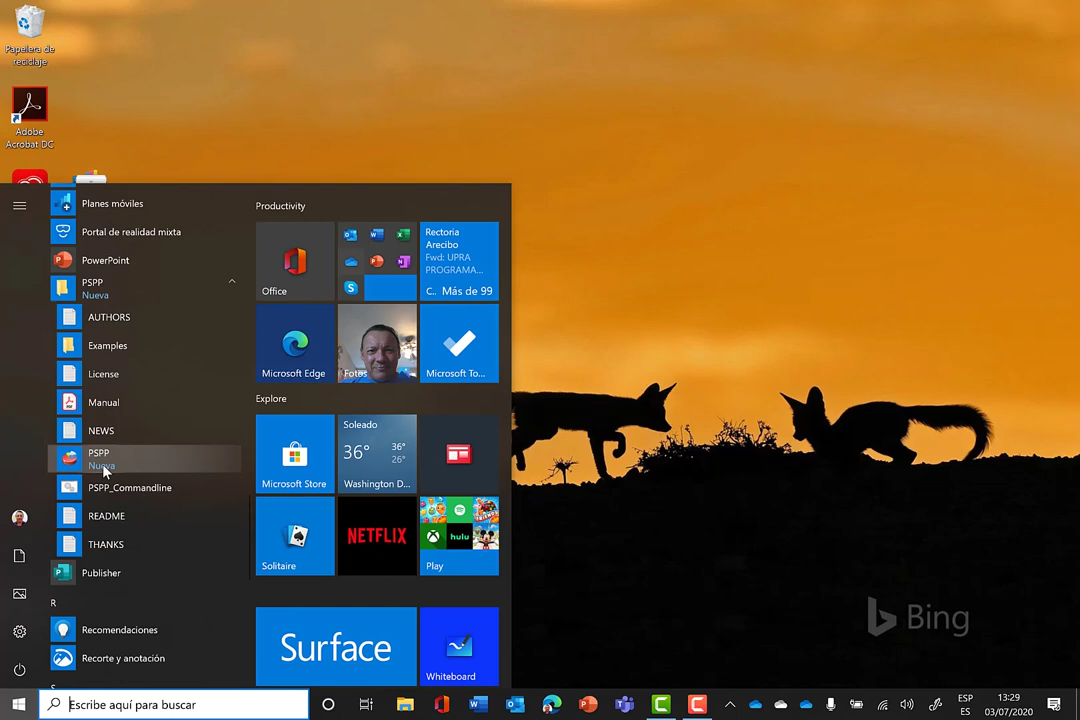 Papelera de
reciclaje
Adobe
Acrobat DC
Planes móviles
Portal de realidad mixta
PowerPoint
PSPP
Nueva
AUTHORS
Examples
License
Manual
NEWS
PSPP
Nueva
PSPP_Commandline
README
THANKS
Publisher
R
Recomendaciones
Recorte y anotación
Productivity
Office
Rectoria
Arecibo
Fwd: UPRA
PROGRAMA...
C.. Más de 99
Microsoft Edge
Fotos
Microsoft To...
Explore
Microsoft Store
Soleado
36° 36°
26°
Washington D...
Solitaire
NETFLIX
hulu
Play
Surface
Whiteboard
Bing
Escribe aquí para buscar
ESP
ES
13:29
03/07/2020